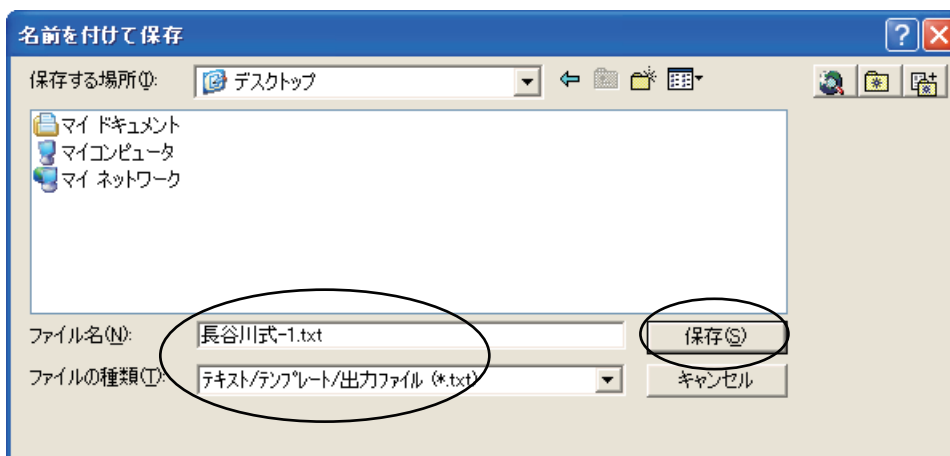 名前を付けて保存
保存する場所(I): デスクトップ
マイ ドキュメント
マイコンピュータ
マイ ネットワーク
ファイル名(N): 長谷川式-1.txt 保存(S)
ファイルの種類(T): テキスト/テンプレート/出力ファイル (*.txt) キャンセル